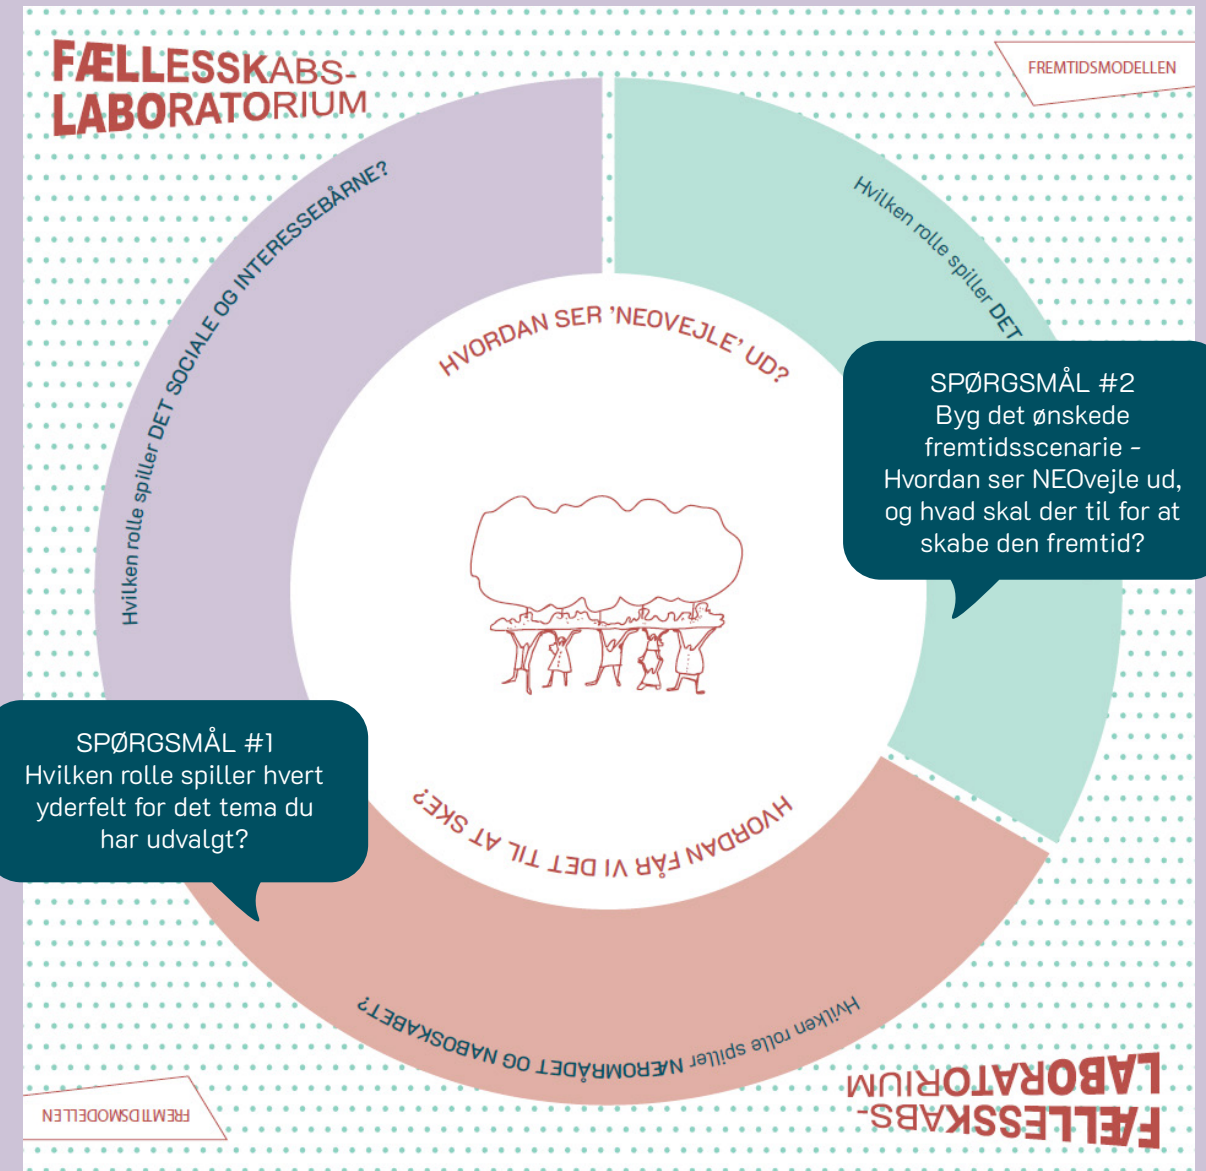 FÆLLESSKABS-
LABORATORIUM
FREMTIDSMODELLEN
Hvilken rolle spiller DET SOCIALE OG INTERESSEBÅRNE?
Hvilken rolle spiller DET
HVORDAN SER 'NEOVEJLE' UD?
SPØRGSMÅL #2
Byg det ønskede
fremtidsscenarie -
Hvordan ser NEOvejle ud,
og hvad skal der til for at
skabe den fremtid?
SPØRGSMÅL #1
Hvilken rolle spiller hvert
yderfelt for det tema du
har udvalgt?
HVORDAN FÅR VI DET TIL AT SKE?
Hvilken rolle spiller NÆROMRÅDET OG NABOSKABET?
FREMTIDSMODELLEN
FÆLLESSKABS-
LABORATORIUM